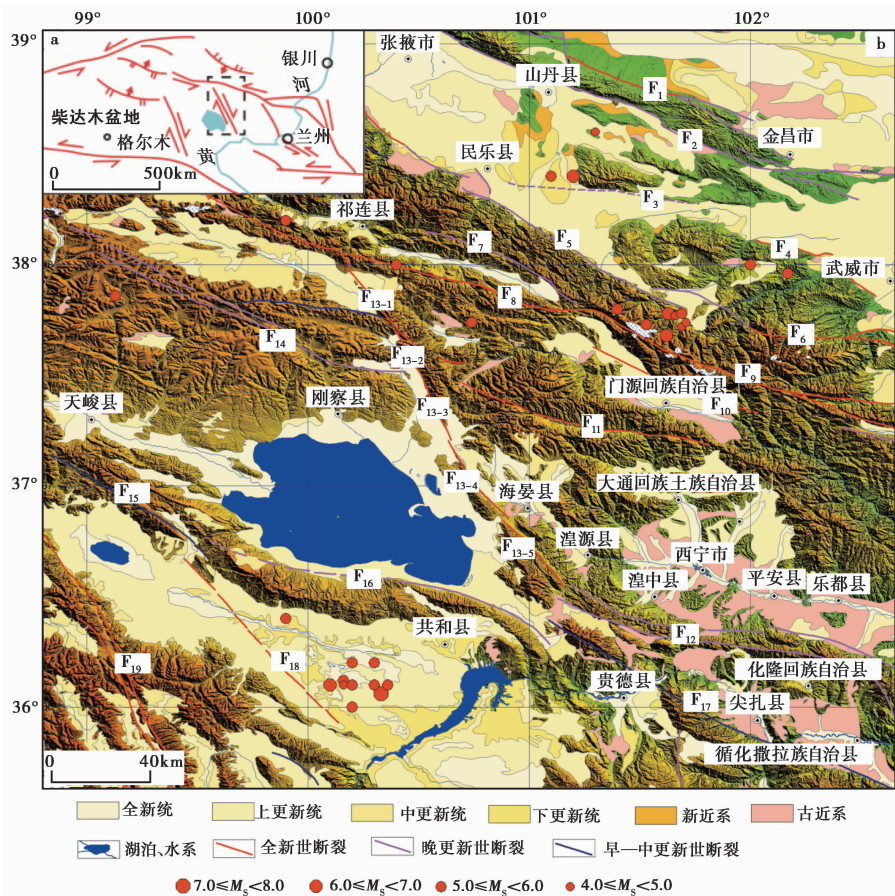 99° 100° 101° 102°
39° 39°
a
b
银川
河
柴达木盆地
格尔木
兰州
黄
0 500km
张掖市
山丹县
F1
F2
金昌市
民乐县
F3
祁连县
F5
F7
F4
38° 38°
武威市
F13-1
F8
F6
F14
F13-2
F9
门源回族自治县
F10
天峻县
刚察县
F13-3
F11
37° 37°
F13-4
海晏县
大通回族土族自治县
F15
F13-5
湟源县
西宁市
F16
湟中县
平安县
乐都县
共和县
F12
F19
F18
贵德县
化隆回族自治县
36° 36°
F17
尖扎县
循化撒拉族自治县
0 40km
99° 100° 101° 102°
全新统 上更新统 中更新统 下更新统 新近系 古近系
湖泊、水系 全新世断裂 晚更新世断裂 早—中更新世断裂
7.0≤MS<8.0 6.0≤MS<7.0 5.0≤MS<6.0 4.0≤MS<5.0